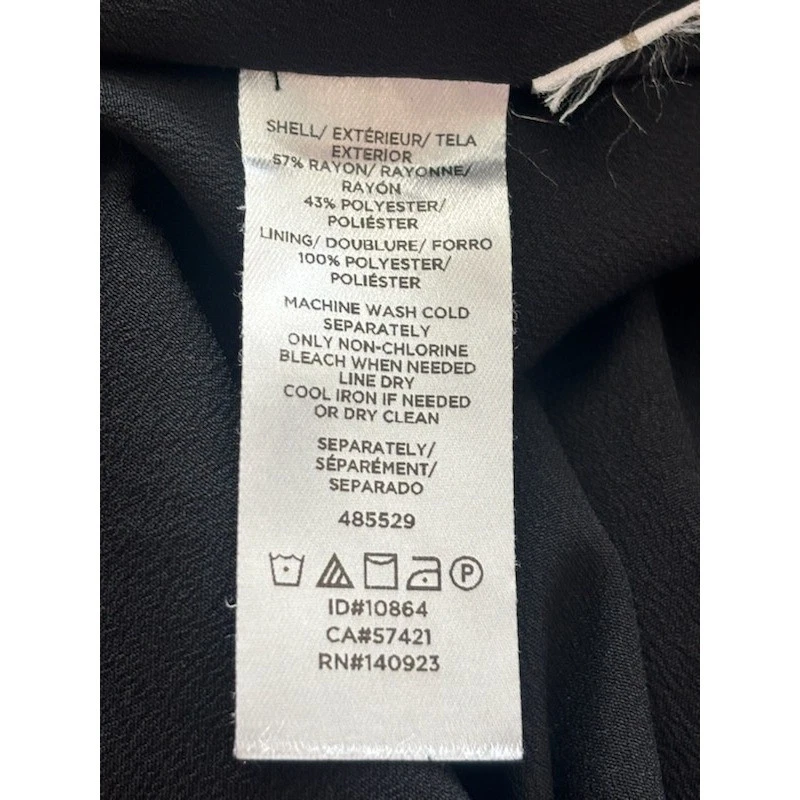 SHELL/ EXTÉRIEUR/ TELA
EXTERIOR
57% RAYON/ RAYONNE/
RAYÓN
43% POLYESTER/
POLIÉSTER
LINING/ DOUBLURE/ FORRO
100% POLYESTER/
POLIÉSTER
MACHINE WASH COLD
SEPARATELY
ONLY NON-CHLORINE
BLEACH WHEN NEEDED
LINE DRY
COOL IRON IF NEEDED
OR DRY CLEAN
SEPARATELY/
SÉPARÉMENT/
SEPARADO
485529
P
ID#10864
CA#57421
RN#140923